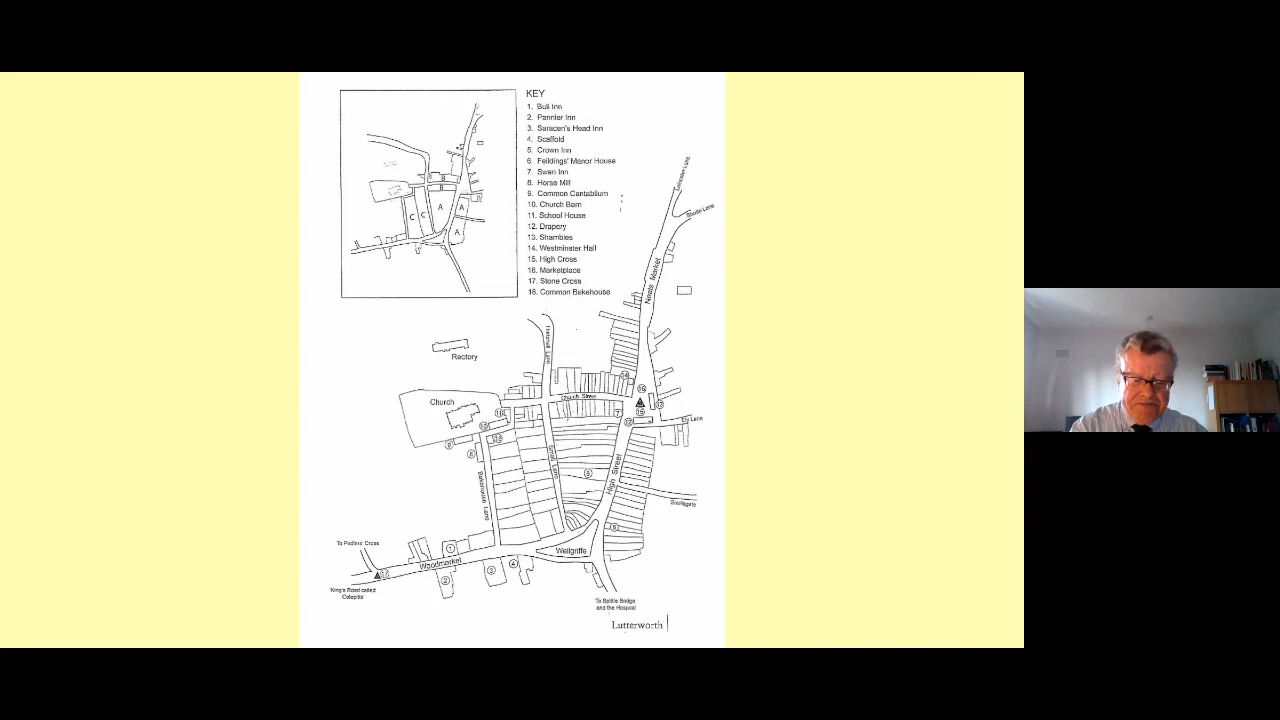 KEY
1. Bull Inn
2. Pannier Inn
3. Saracen's Head Inn
4. Scaffold
5. Crown Inn
6. Feildings' Manor House
7. Swan Inn
8. Horse Mill
9. Common Cantabilum
10. Church Barn
11. School House
12. Drapery
13. Shambles
14. Westminster Hall
15. High Cross
16. Marketplace
17. Stone Cross
18. Common Bakehouse
B
B
A
A
C
C
A
Neats Market
Rectory
Church
Church Street
Ely Lane
High Street
Bakehouse Lane
Woodmarket
Wellgriffe
To Pedlers' Cross
'King's Road called
To Spittle Bridge
and the Hospital
Lutterworth